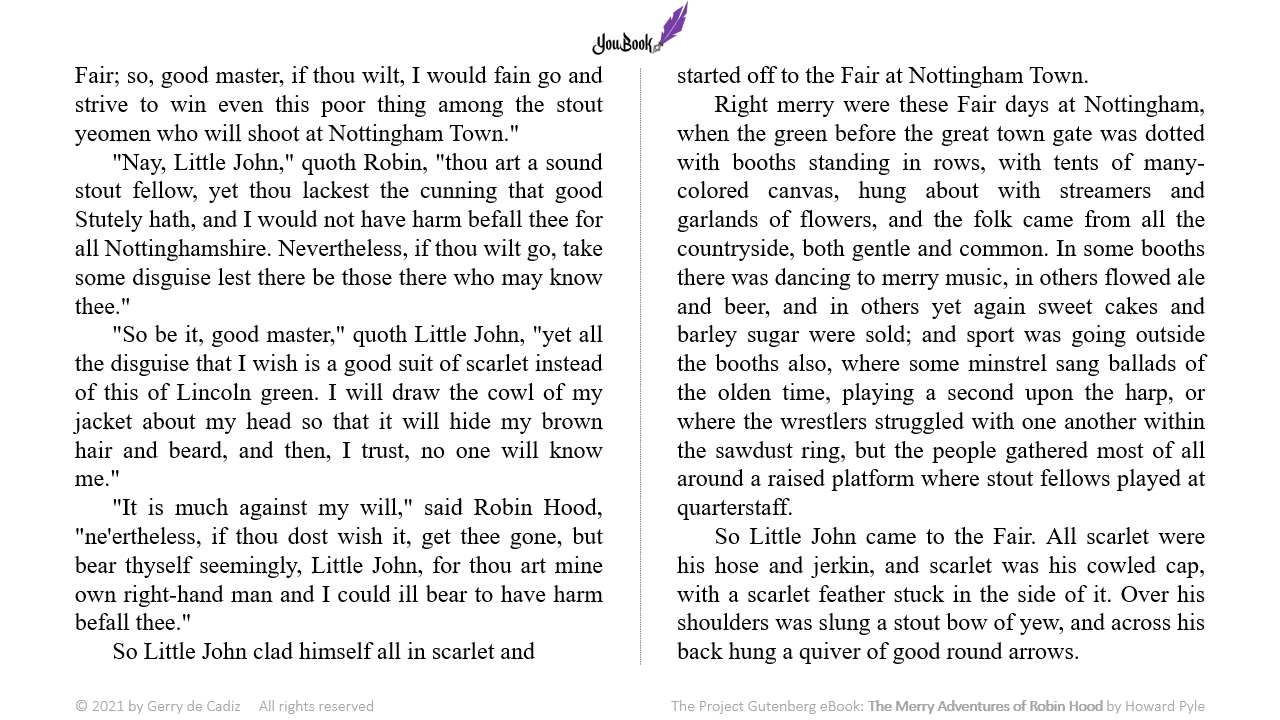 YouBook
Fair; so, good master, if thou wilt, I would fain go and
strive to win even this poor thing among the stout
yeomen who will shoot at Nottingham Town."
"Nay, Little John," quoth Robin, "thou art a sound
stout fellow, yet thou lackest the cunning that good
Stutely hath, and I would not have harm befall thee for
all Nottinghamshire. Nevertheless, if thou wilt go, take
some disguise lest there be those there who may know
thee."
"So be it, good master," quoth Little John, "yet all
the disguise that I wish is a good suit of scarlet instead
of this of Lincoln green. I will draw the cowl of my
jacket about my head so that it will hide my brown
hair and beard, and then, I trust, no one will know
me."
"It is much against my will," said Robin Hood,
"ne'ertheless, if thou dost wish it, get thee gone, but
bear thyself seemingly, Little John, for thou art mine
own right-hand man and I could ill bear to have harm
befall thee."
So Little John clad himself all in scarlet and
started off to the Fair at Nottingham Town.
Right merry were these Fair days at Nottingham,
when the green before the great town gate was dotted
with booths standing in rows, with tents of many-
colored canvas, hung about with streamers and
garlands of flowers, and the folk came from all the
countryside, both gentle and common. In some booths
there was dancing to merry music, in others flowed ale
and beer, and in others yet again sweet cakes and
barley sugar were sold; and sport was going outside
the booths also, where some minstrel sang ballads of
the olden time, playing a second upon the harp, or
where the wrestlers struggled with one another within
the sawdust ring, but the people gathered most of all
around a raised platform where stout fellows played at
quarterstaff.
So Little John came to the Fair. All scarlet were
his hose and jerkin, and scarlet was his cowled cap,
with a scarlet feather stuck in the side of it. Over his
shoulders was slung a stout bow of yew, and across his
back hung a quiver of good round arrows.
© 2021 by Gerry de Cadiz All rights reserved
The Project Gutenberg eBook: The Merry Adventures of Robin Hood by Howard Pyle